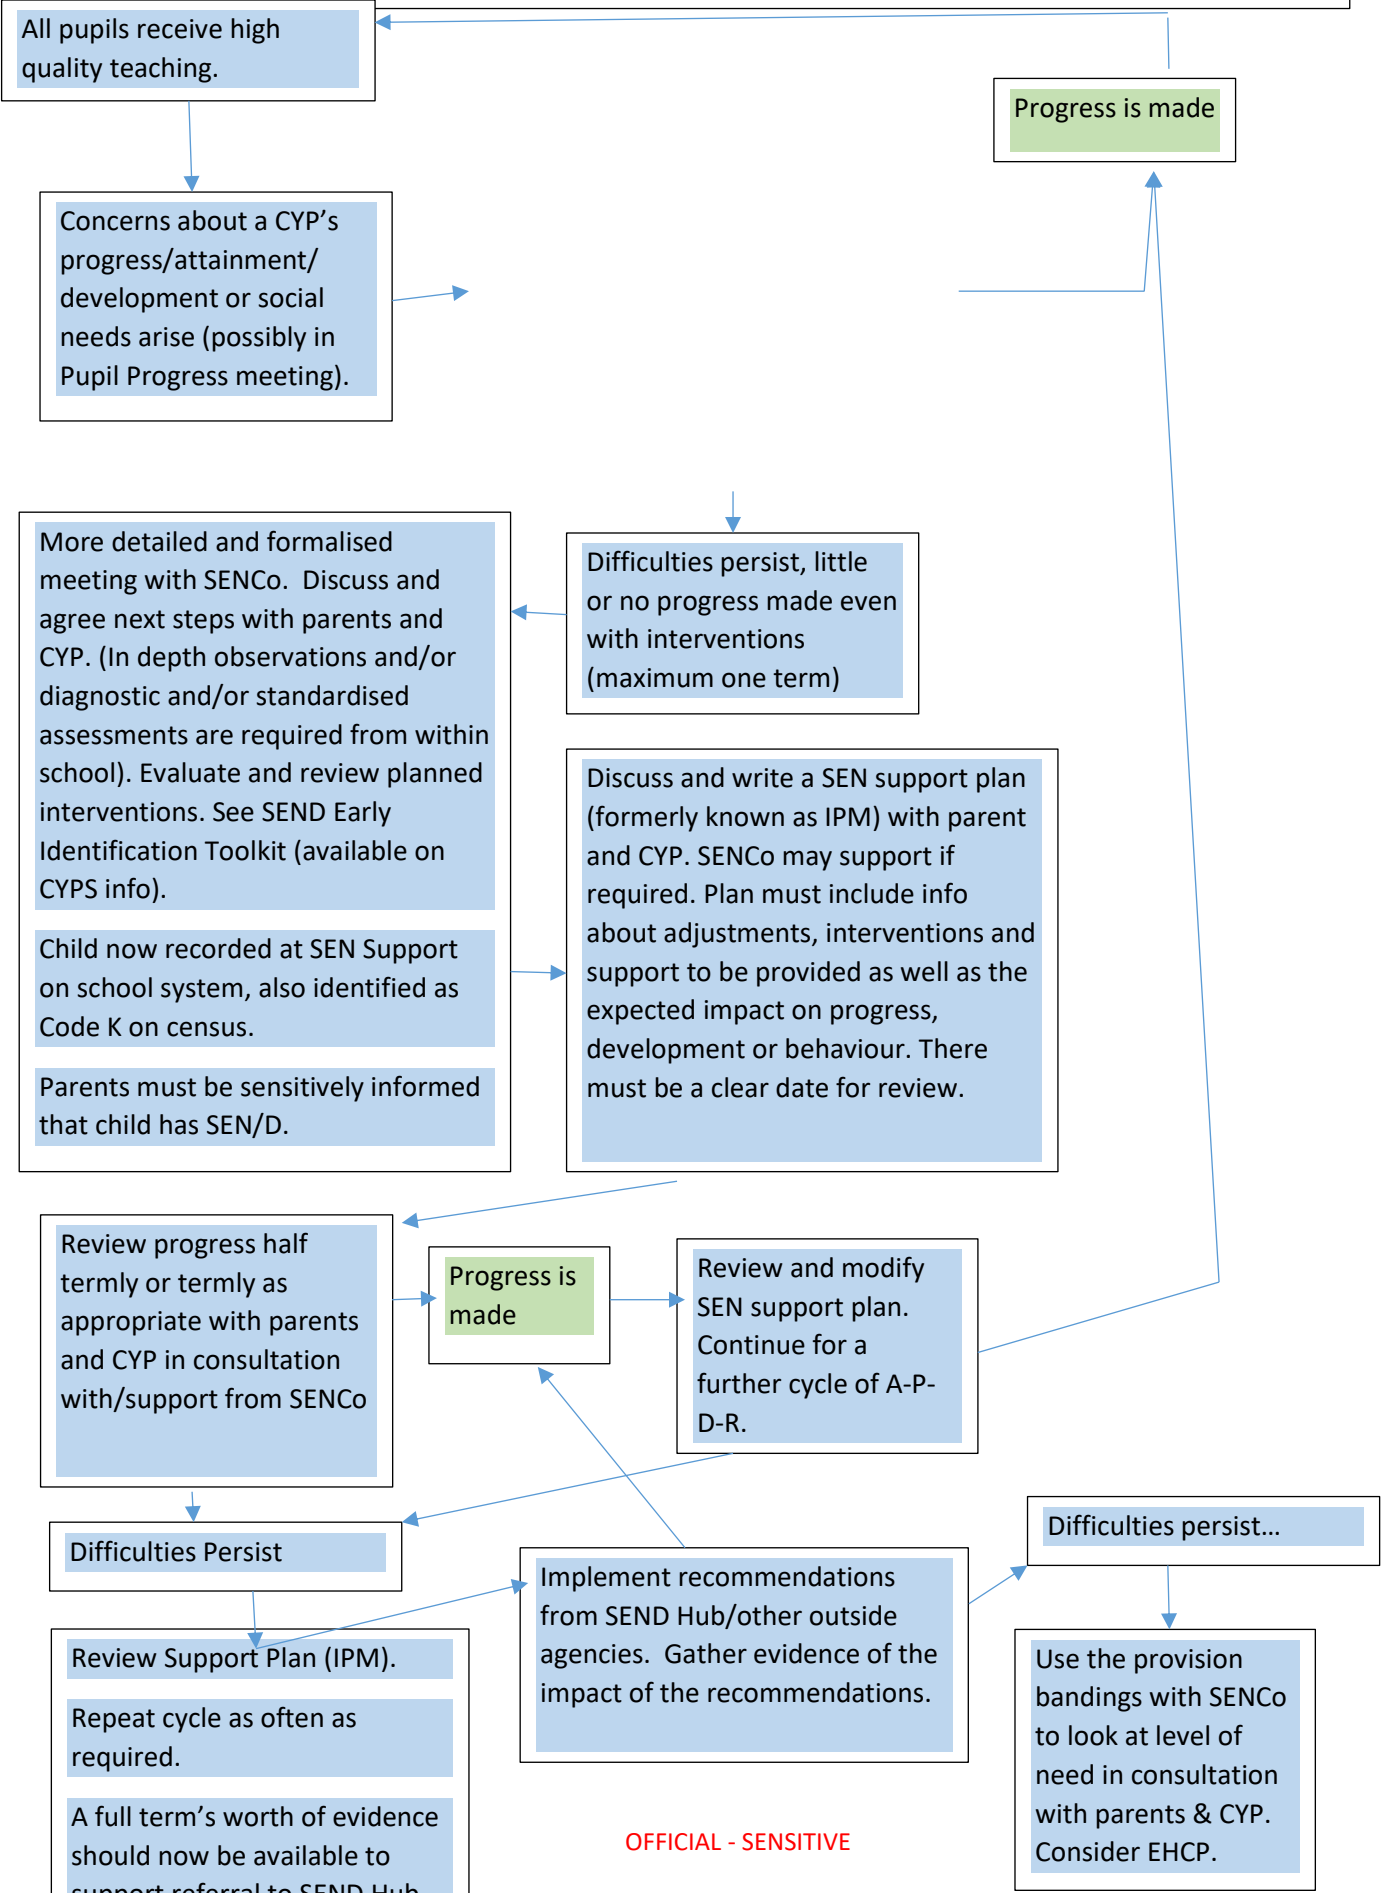 All pupils receive high
quality teaching.
Progress is made
Concerns about a CYP’s
progress/attainment/
development or social
needs arise (possibly in
Pupil Progress meeting).
More detailed and formalised
meeting with SENCo.  Discuss and
agree next steps with parents and
CYP. (In depth observations and/or
diagnostic and/or standardised
assessments are required from within
school). Evaluate and review planned
interventions. See SEND Early
Identification Toolkit (available on
CYPS info).
Child now recorded at SEN Support
on school system, also identified as
Code K on census.
Parents must be sensitively informed
that child has SEN/D.
Difficulties persist, little
or no progress made even
with interventions
(maximum one term)
Discuss and write a SEN support plan
(formerly known as IPM) with parent
and CYP. SENCo may support if
required. Plan must include info
about adjustments, interventions and
support to be provided as well as the
expected impact on progress,
development or behaviour. There
must be a clear date for review.
Review progress half
termly or termly as
appropriate with parents
and CYP in consultation
with/support from SENCo
Progress is
made
Review and modify
SEN support plan.
Continue for a
further cycle of A-P-
D-R.
Difficulties Persist
Difficulties persist…
Implement recommendations
from SEND Hub/other outside
agencies.  Gather evidence of the
impact of the recommendations.
Review Support Plan (IPM).
Repeat cycle as often as
required.
A full term’s worth of evidence
should now be available to
support referral to SEND Hub
Use the provision
bandings with SENCo
to look at level of
need in consultation
with parents & CYP.
Consider EHCP.
OFFICIAL - SENSITIVE